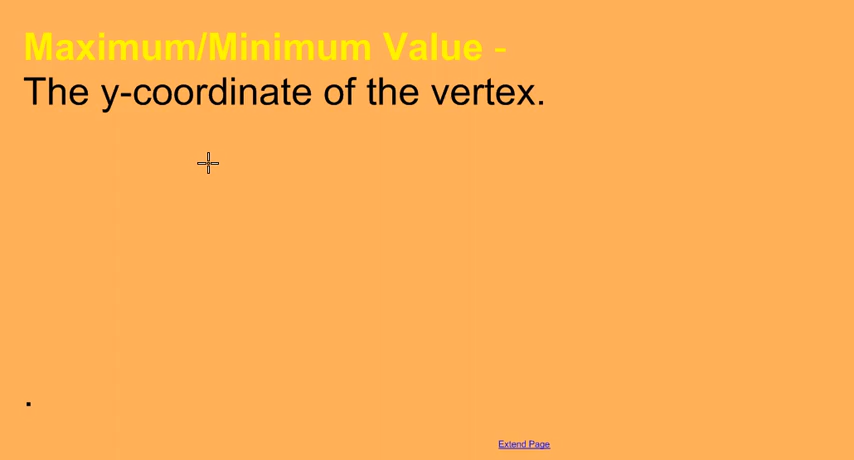 Maximum/Minimum Value -
The y-coordinate of the vertex.
.
Extend Page